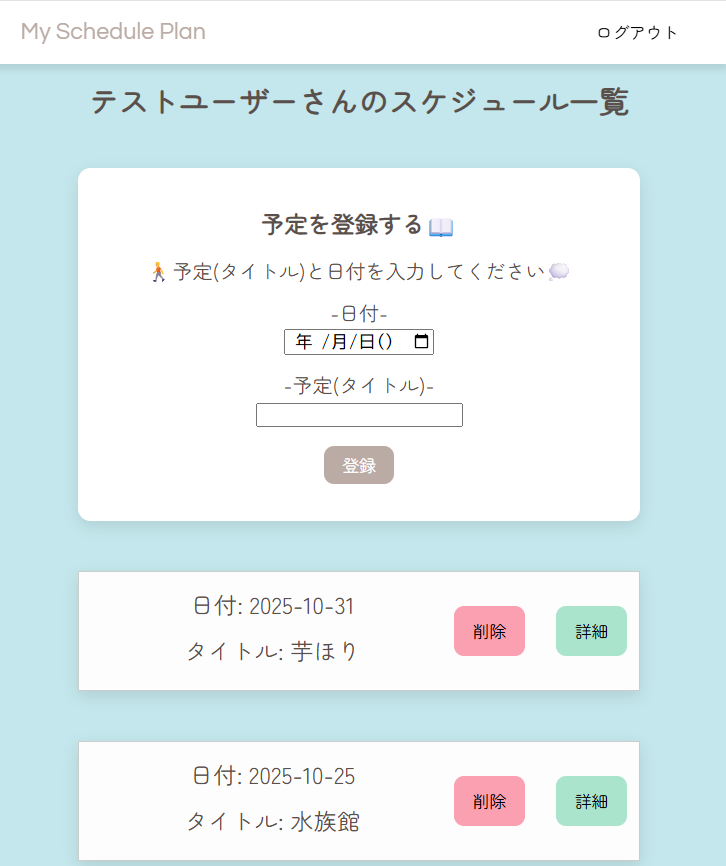 My Schedule Plan
ログアウト
テストユーザーさんのスケジュール一覧
予定を登録する📖
🚶予定(タイトル)と日付を入力してください💭
-日付-
年 /月/日()
-予定(タイトル)-
登録
日付: 2025-10-31
タイトル: 芋ほり
削除
詳細
日付: 2025-10-25
タイトル: 水族館
削除
詳細